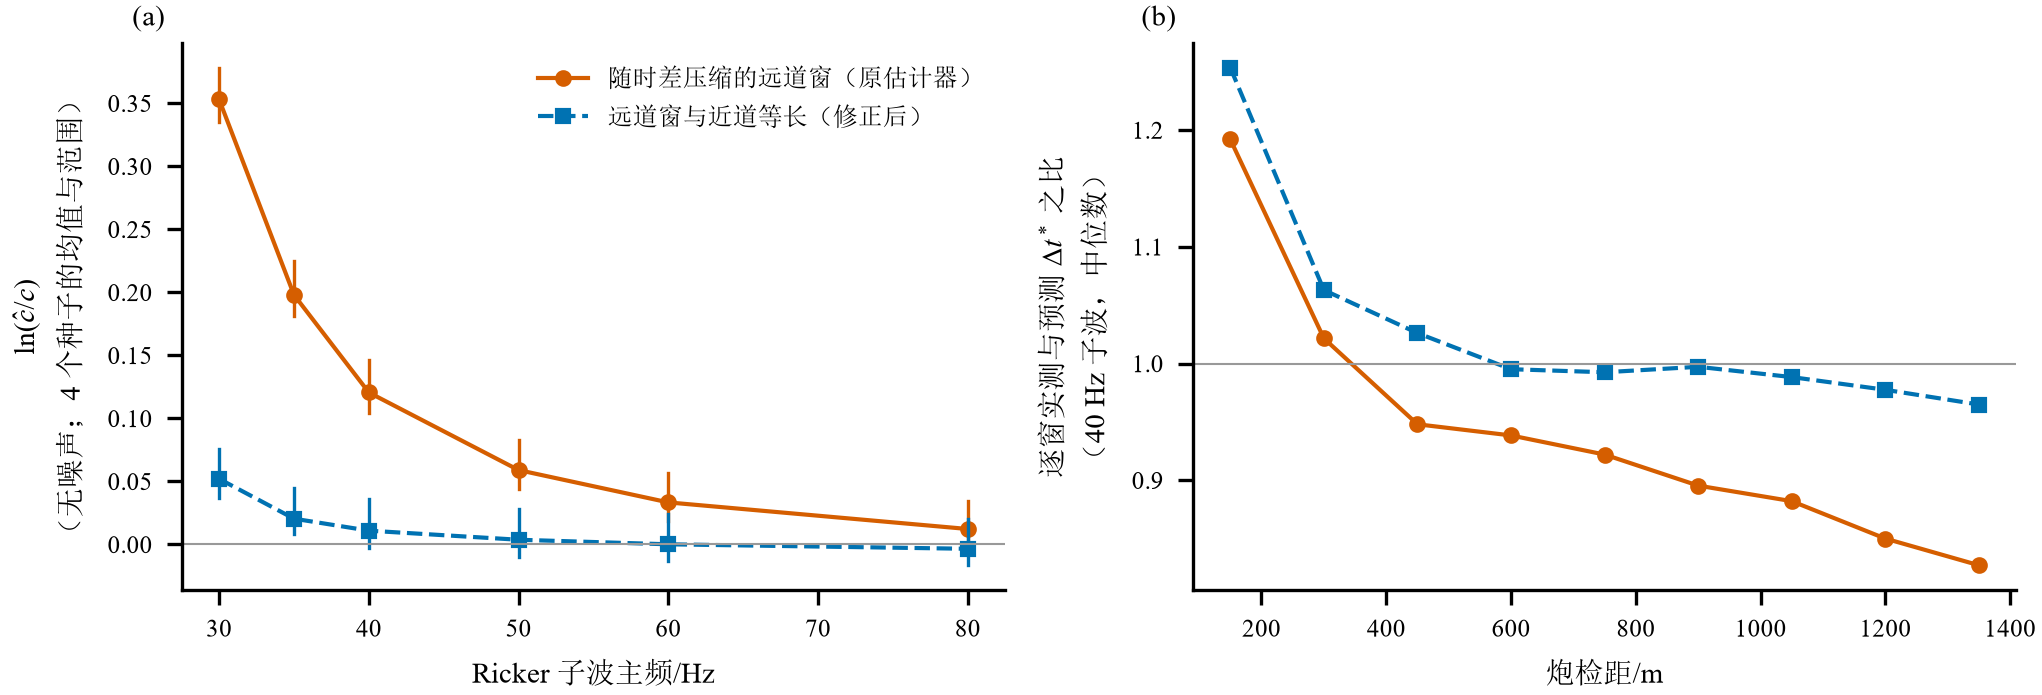 (a)
ln(ĉ/c)
（无噪声；4 个种子的均值与范围）
0.35
0.30
0.25
0.20
0.15
0.10
0.05
0.00
随时差压缩的远道窗（原估计器）
远道窗与近道等长（修正后）
30
40
50
60
70
80
Ricker 子波主频/Hz
(b)
逐窗实测与预测 Δt* 之比
（40 Hz 子波，中位数）
1.2
1.1
1.0
0.9
200
400
600
800
1000
1200
1400
炮检距/m